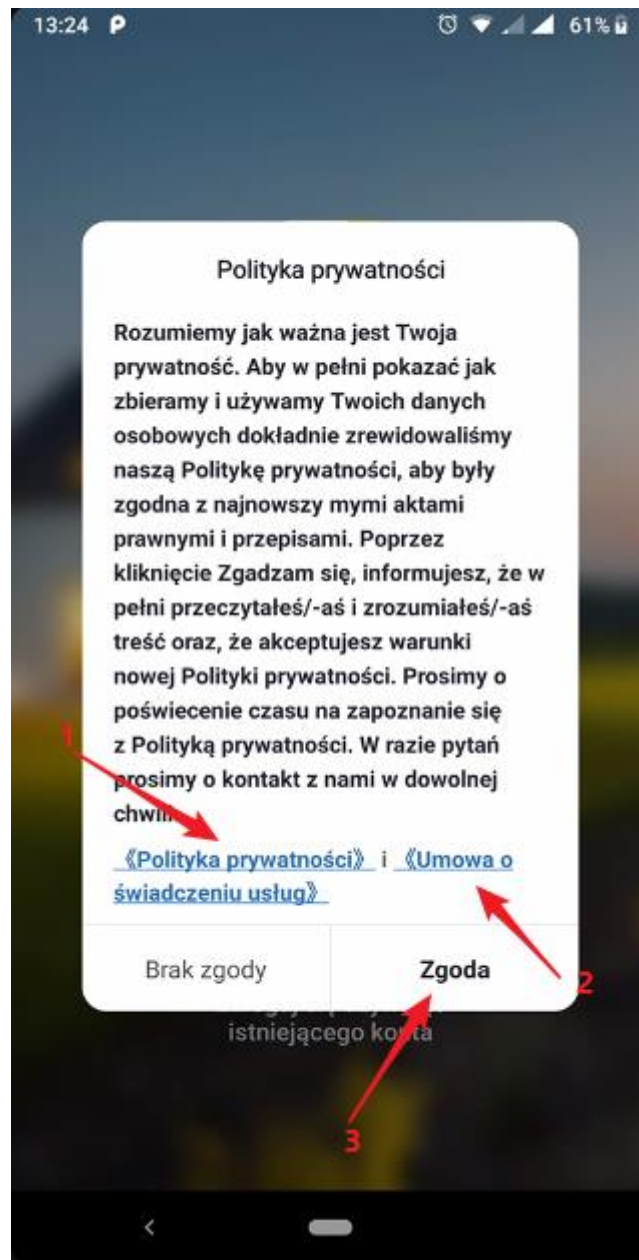 13:24 P 61%
Polityka prywatności
Rozumiemy jak ważna jest Twoja
prywatność. Aby w pełni pokazać jak
zbieramy i używamy Twoich danych
osobowych dokładnie zrewidowaliśmy
naszą Politykę prywatności, aby były
zgodna z najnowszy mymi aktami
prawnymi i przepisami. Poprzez
kliknięcie Zgadzam się, informujesz, że w
pełni przeczytałeś/-aś i zrozumiałeś/-aś
treść oraz, że akceptujesz warunki
nowej Polityki prywatności. Prosimy o
poświecenie czasu na zapoznanie się
z Polityką prywatności. W razie pytań
prosimy o kontakt z nami w dowolnej
1
《Polityka prywatności》 i 《Umowa o
świadczeniu usług》
Brak zgody Zgoda
2
istniejącego konta
3